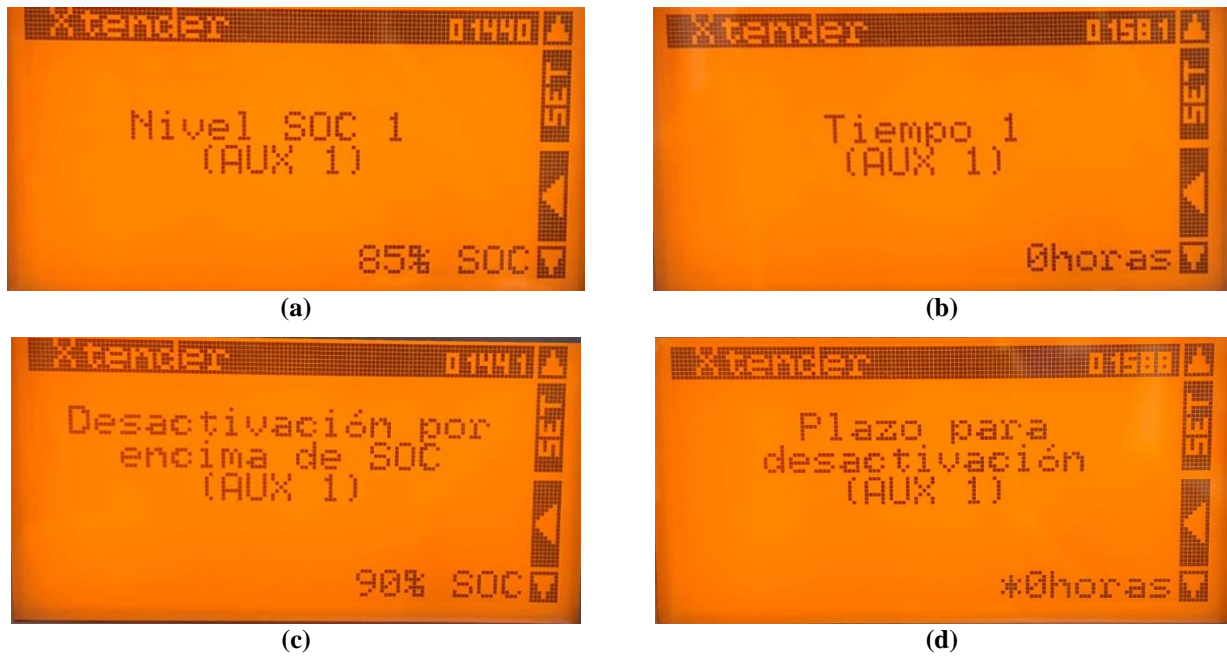 Xtender 01440
Nivel SOC 1
(AUX 1)
SET
85% SOC
(a)
Xtender 01581
Tiempo 1
(AUX 1)
SET
0horas
(b)
Xtender 01441
Desactivación por
encima de SOC
(AUX 1)
SET
90% SOC
(c)
Xtender 01588
Plazo para
desactivación
(AUX 1)
SET
*0horas
(d)